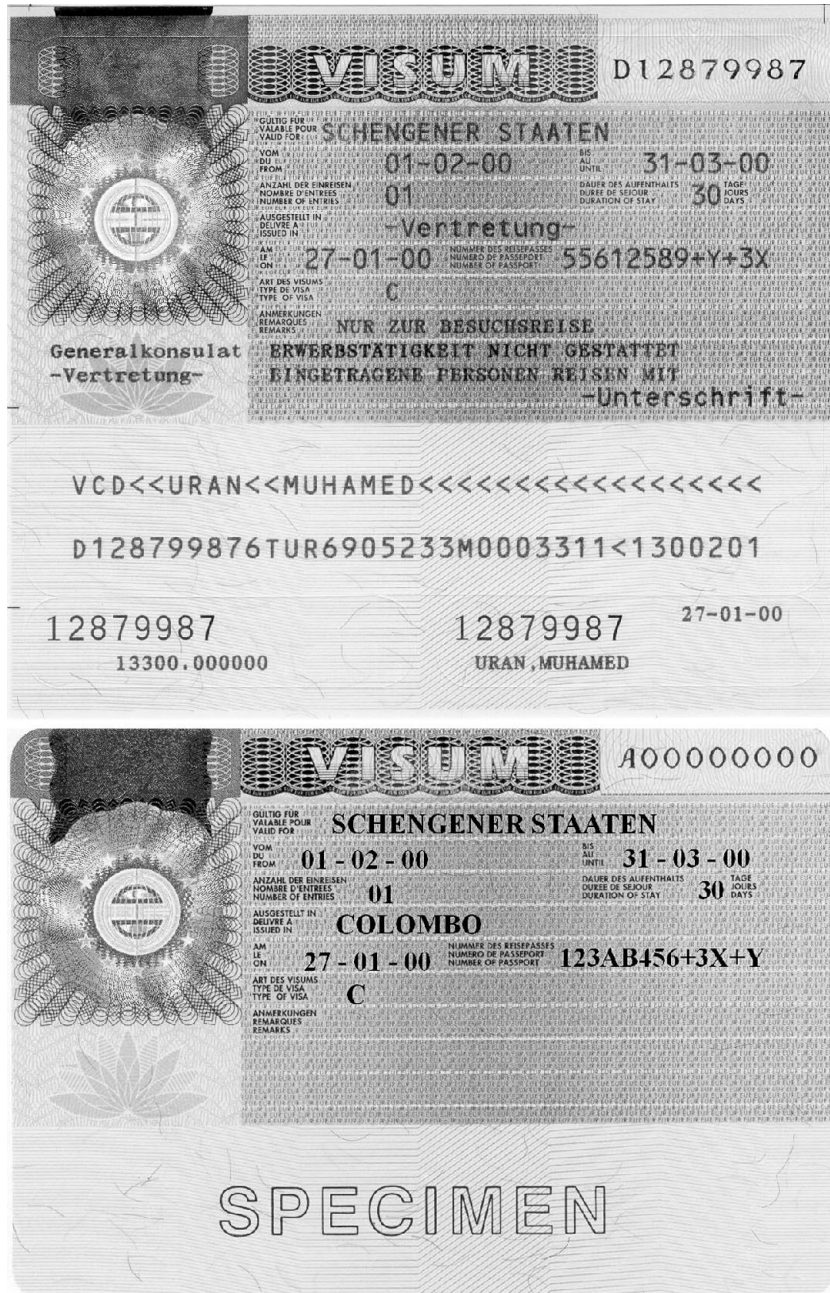 VISUM D12879987
GÜLTIG FÜR
VALABLE POUR
VALID FOR SCHENGENER STAATEN
VOM
DU
FROM 01-02-00 BIS
AU
UNTIL 31-03-00
ANZAHL DER EINREISEN
NOMBRE D'ENTREES
NUMBER OF ENTRIES 01 DAUER DES AUFENTHALTS
DUREE DE SEJOUR
DURATION OF STAY 30 TAGE
JOURS
DAYS
AUSGESTELLT IN
DELIVRE A
ISSUED IN -Vertretung-
AM
LE
ON 27-01-00 NUMMER DES REISEPASSES
NUMERO DE PASSEPORT
NUMBER OF PASSPORT 55612589+Y+3X
ART DES VISUMS
TYPE DE VISA
TYPE OF VISA C
ANMERKUNGEN
REMARQUES
REMARKS NUR ZUR BESUCHSREISE
Generalkonsulat ERWERBSTÄTIGKEIT NICHT GESTATTET
-Vertretung- EINGETRAGENE PERSONEN REISEN MIT
-Unterschrift-
VCD<<URAN<<MUHAMED<<<<<<<<<<<<<<<<<<
D128799876TUR6905233M0003311<1300201
12879987 12879987 27-01-00
13300.000000 URAN,MUHAMED
VISUM A00000000
GÜLTIG FÜR
VALABLE POUR
VALID FOR SCHENGENER STAATEN
VOM
DU
FROM 01 - 02 - 00 BIS
AU
UNTIL 31 - 03 - 00
ANZAHL DER EINREISEN
NOMBRE D'ENTREES
NUMBER OF ENTRIES 01 DAUER DES AUFENTHALTS
DUREE DE SEJOUR
DURATION OF STAY 30 TAGE
JOURS
DAYS
AUSGESTELLT IN
DELIVRE A
ISSUED IN COLOMBO
AM
LE
ON 27 - 01 - 00 NUMMER DES REISEPASSES
NUMERO DE PASSEPORT
NUMBER OF PASSPORT 123AB456+3X+Y
ART DES VISUMS
TYPE DE VISA
TYPE OF VISA C
ANMERKUNGEN
REMARQUES
REMARKS
SPECIMEN